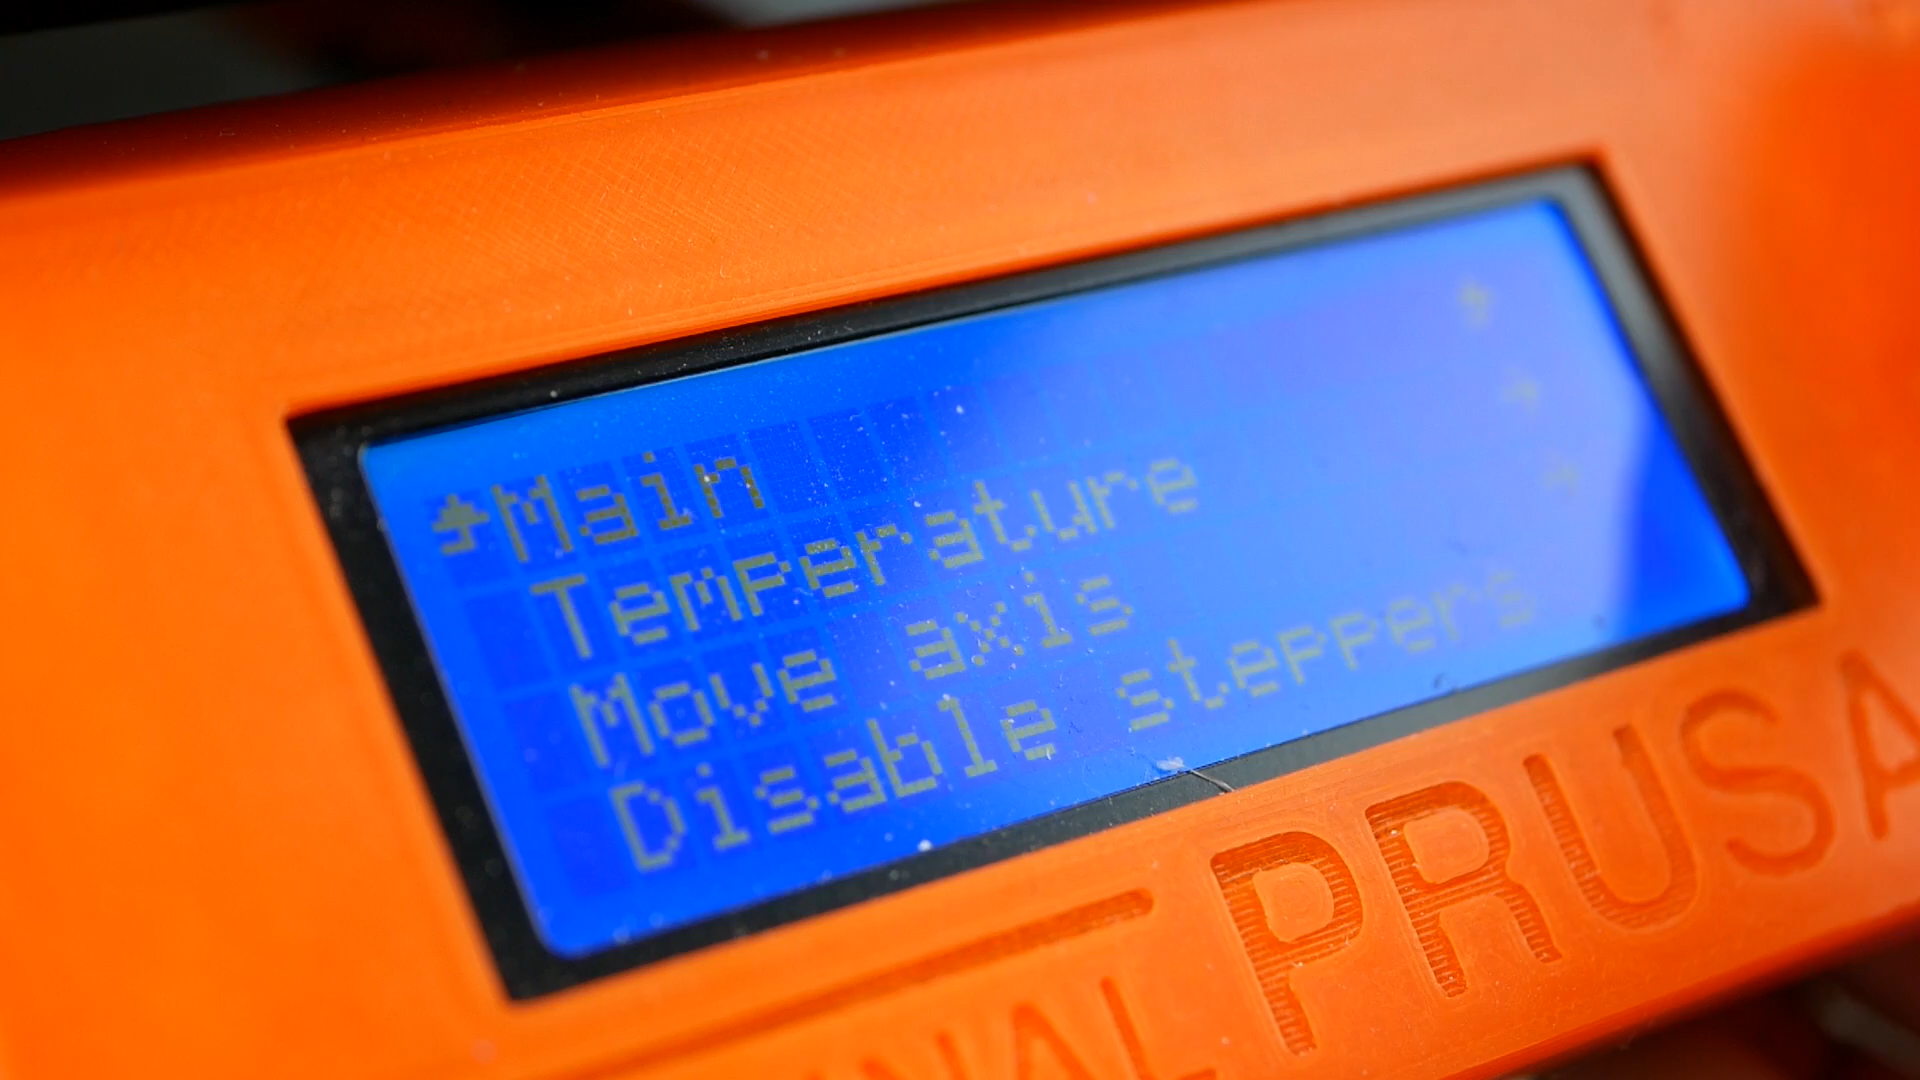 Main
Temperature
Move axis
Disable steppers
PRUSA